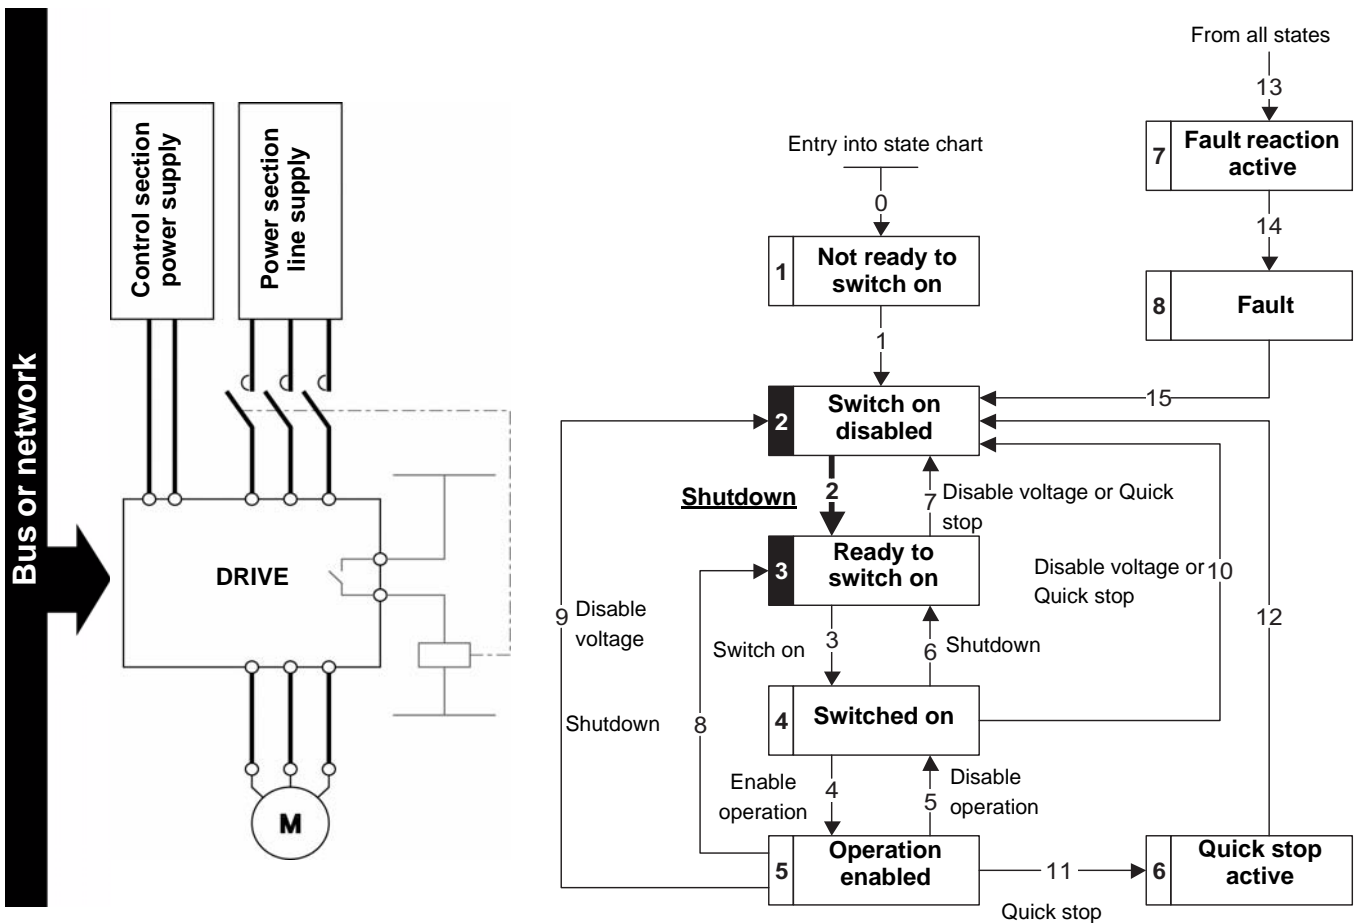 Bus or network
Control section
power supply
Power section
line supply
DRIVE
M
From all states
13
7
Fault reaction
active
14
8
Fault
15
Entry into state chart
0
1
Not ready to
switch on
1
2
Switch on
disabled
Shutdown
2
7
Disable voltage or Quick
stop
3
Ready to
switch on
Disable voltage or
Quick stop
10
12
9
Disable
voltage
Switch on
3
6
Shutdown
4
Switched on
Shutdown
8
Enable
operation
4
5
Disable
operation
5
Operation
enabled
11
Quick stop
6
Quick stop
active